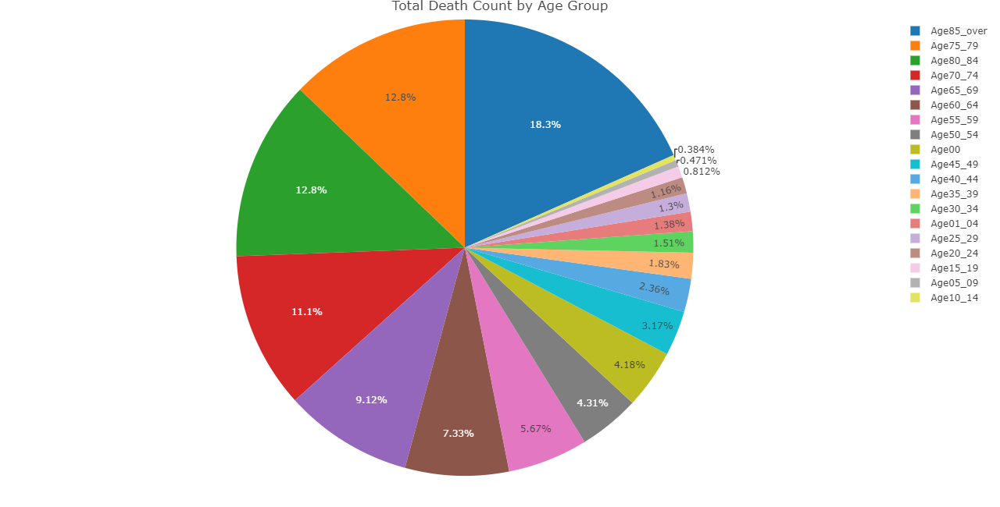 Total Death Count by Age Group
18.3%
12.8%
12.8%
11.1%
9.12%
7.33%
5.67%
4.31%
4.18%
3.17%
2.36%
1.83%
1.51%
1.38%
1.3%
1.16%
0.812%
0.471%
0.384%
Age85_over
Age75_79
Age80_84
Age70_74
Age65_69
Age60_64
Age55_59
Age50_54
Age00
Age45_49
Age40_44
Age35_39
Age30_34
Age01_04
Age25_29
Age20_24
Age15_19
Age05_09
Age10_14